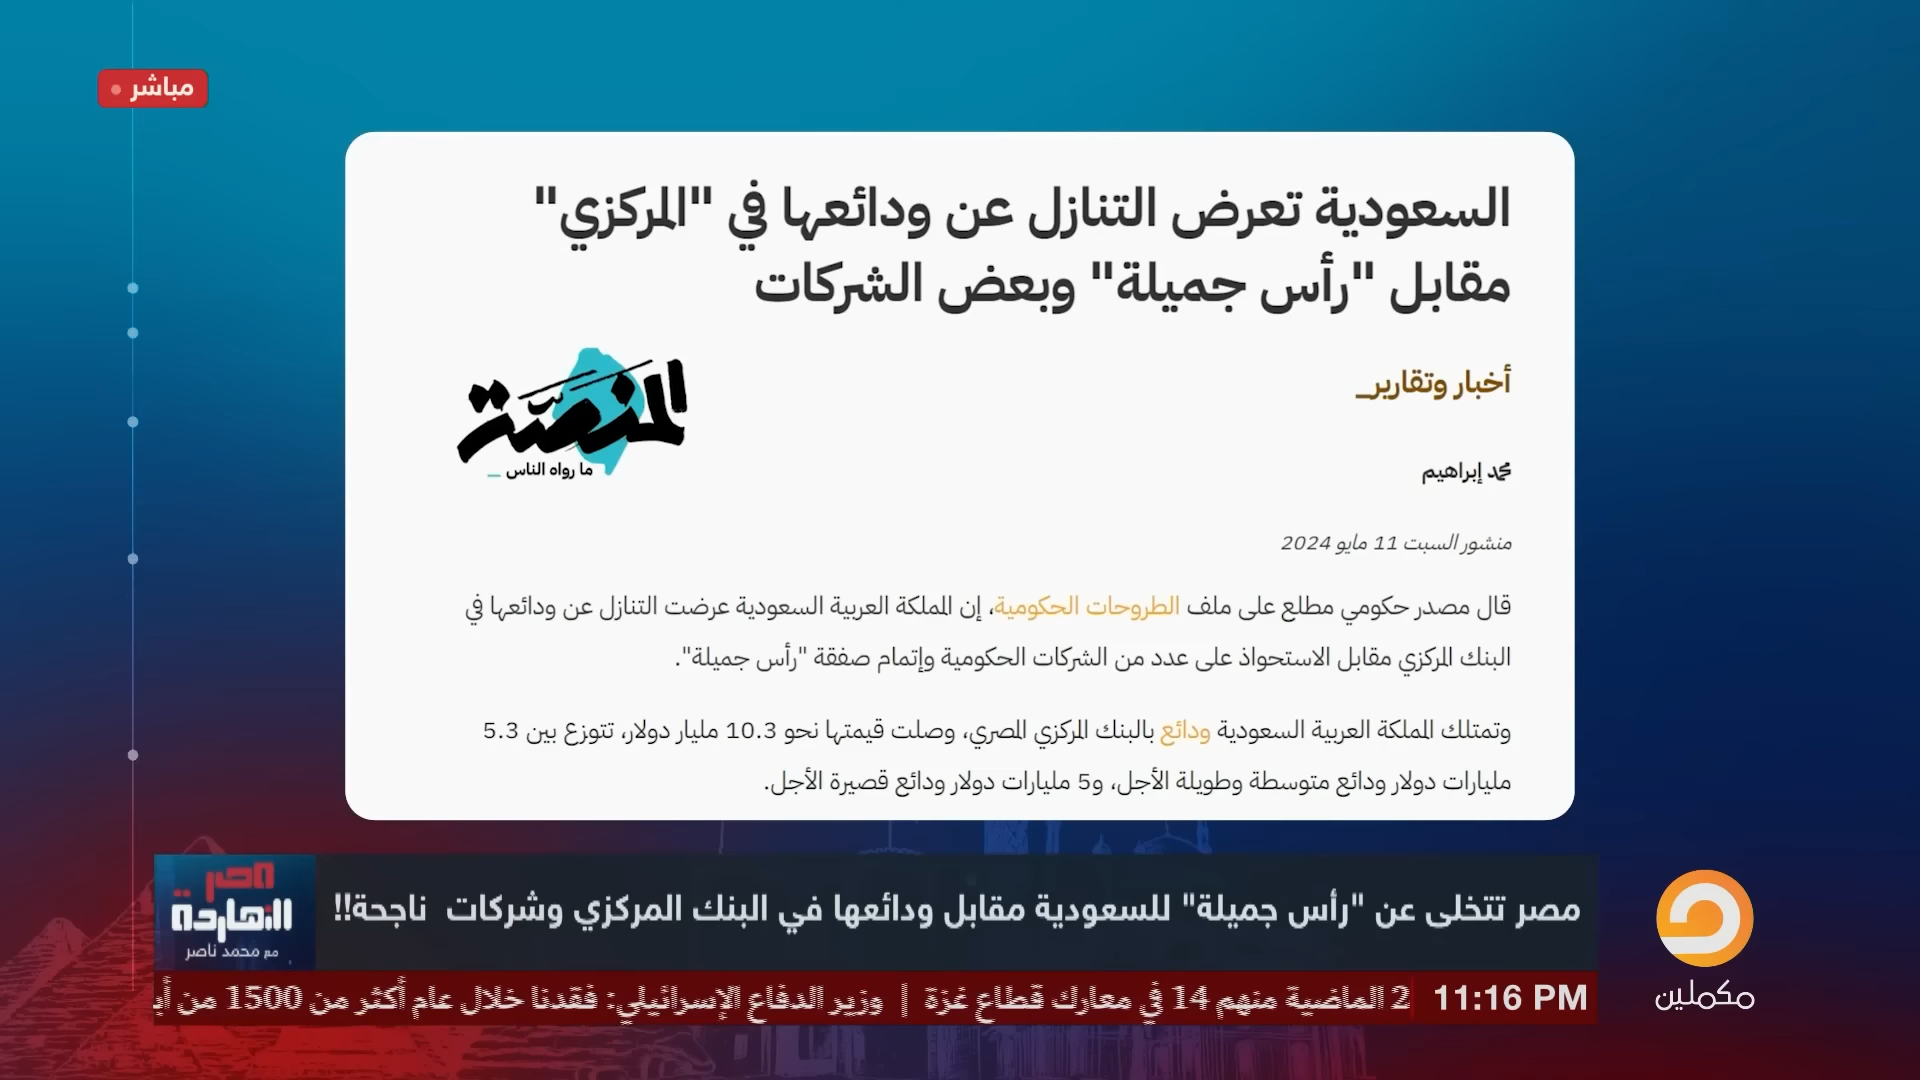 مباشر
السعودية تعرض التنازل عن ودائعها في "المركزي"
مقابل "رأس جميلة" وبعض الشركات
أخبار وتقارير_
المنصة
ما رواه الناس _
محمد إبراهيم
منشور السبت 11 مايو 2024
قال مصدر حكومي مطلع على ملف الطروحات الحكومية، إن المملكة العربية السعودية عرضت التنازل عن ودائعها في
البنك المركزي مقابل الاستحواذ على عدد من الشركات الحكومية وإتمام صفقة "رأس جميلة".
وتمتلك المملكة العربية السعودية ودائع بالبنك المركزي المصري، وصلت قيمتها نحو 10.3 مليار دولار، تتوزع بين 5.3
مليارات دولار ودائع متوسطة وطويلة الأجل، و5 مليارات دولار ودائع قصيرة الأجل.
مصر تتخلى عن "رأس جميلة" للسعودية مقابل ودائعها في البنك المركزي وشركات ناجحة!!
مصر
النهاردة
مع محمد ناصر
11:16 PM
2 الماضية منهم 14 في معارك قطاع غزة | وزير الدفاع الإسرائيلي: فقدنا خلال عام أكثر من 1500 من
مكملين